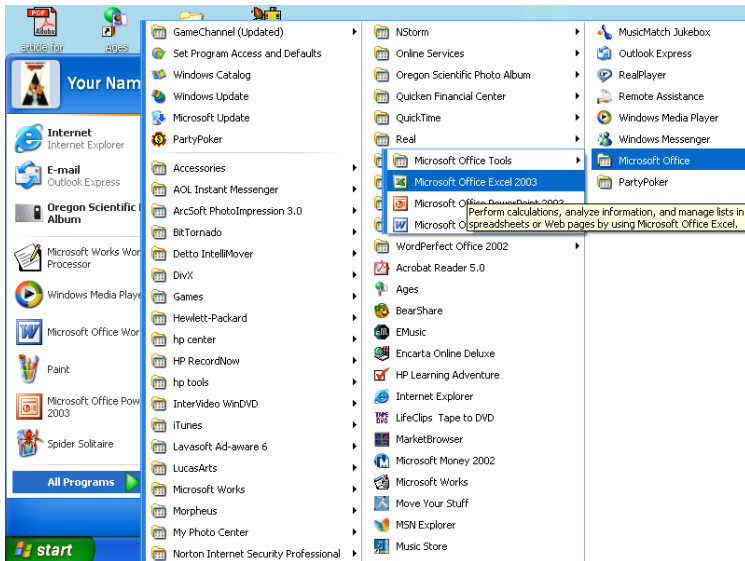 PDF
Adobe
article for
Ages
Your Nam
Internet
Internet Explorer
E-mail
Outlook Express
Oregon Scientific
Album
Microsoft Works Wor
Processor
Windows Media Playe
Microsoft Office Wor
Paint
Microsoft Office Pow
2003
Spider Solitaire
All Programs
start
GameChannel (Updated)
Set Program Access and Defaults
Windows Catalog
Windows Update
Microsoft Update
PartyPoker
Accessories
AOL Instant Messenger
ArcSoft PhotoImpression 3.0
BitTornado
Detto IntelliMover
DivX
Games
Hewlett-Packard
hp center
HP RecordNow
hp tools
InterVideo WinDVD
iTunes
Lavasoft Ad-aware 6
LucasArts
Microsoft Works
Morpheus
My Photo Center
Norton Internet Security Professional
NStorm
Online Services
Oregon Scientific Photo Album
Quicken Financial Center
QuickTime
Real
Microsoft Office Tools
Microsoft Office Excel 2003
Microsoft Office PowerPoint 2003
Microsoft O
Perform calculations, analyze information, and manage lists in
spreadsheets or Web pages by using Microsoft Office Excel.
WordPerfect Office 2002
Acrobat Reader 5.0
Ages
BearShare
EMusic
Encarta Online Deluxe
HP Learning Adventure
Internet Explorer
LifeClips Tape to DVD
MarketBrowser
Microsoft Money 2002
Microsoft Works
Move Your Stuff
MSN Explorer
Music Store
MusicMatch Jukebox
Outlook Express
RealPlayer
Remote Assistance
Windows Media Player
Windows Messenger
Microsoft Office
PartyPoker